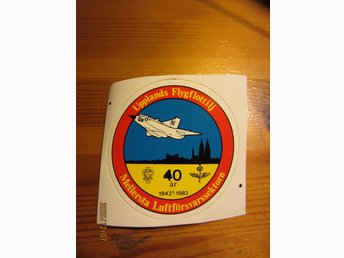 Upplands Flygflottilj
40
år
1943 1983
Mellersta Luftförsvarssektorn